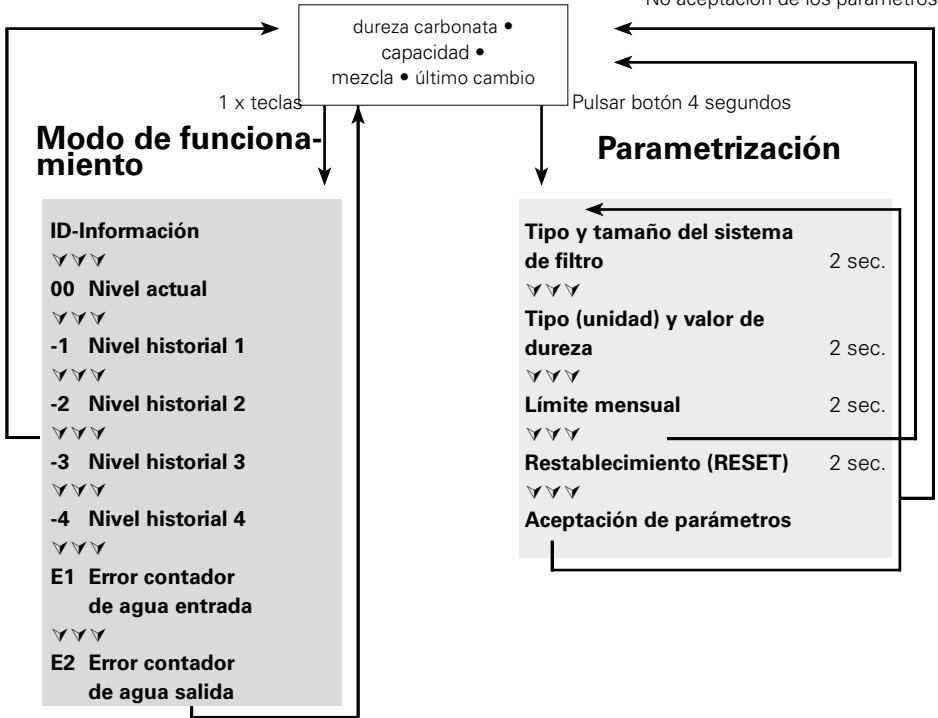 No aceptación de los parámetros
dureza carbonata •
capacidad •
mezcla • último cambio
1 x teclas
Pulsar botón 4 segundos
Modo de funciona-
miento
ID-Información
00 Nivel actual
-1 Nivel historial 1
-2 Nivel historial 2
-3 Nivel historial 3
-4 Nivel historial 4
E1 Error contador
de agua entrada
E2 Error contador
de agua salida
Parametrización
Tipo y tamaño del sistema
de filtro 2 sec.
Tipo (unidad) y valor de
dureza 2 sec.
Límite mensual 2 sec.
Restablecimiento (RESET) 2 sec.
Aceptación de parámetros